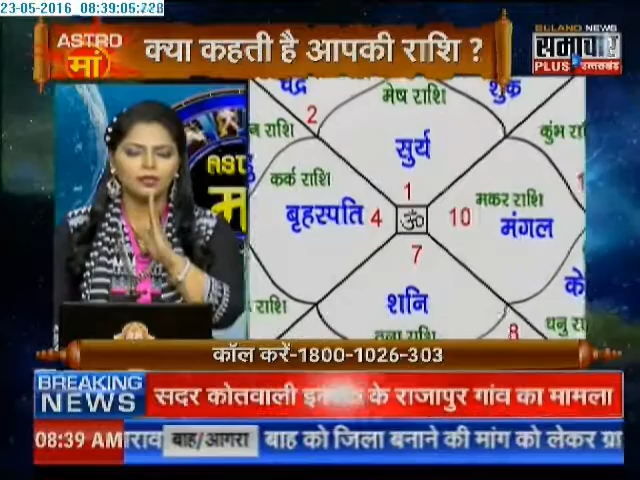 23-05-2016 08:39:05:728
ASTRO
मां
क्या कहती है आपकी राशि ?
BULAND NEWS
समाचार
PLUS
उत्तराखंड
चंद्र
मेष राशि
शुक्र
2
सूर्य
राशि
कर्क राशि
बृहस्पति
1
4
ॐ
10
मकर राशि
मंगल
7
शनि
राशि
तुला राशि
8
धनु
कॉल करें-1800-1026-303
BREAKING
NEWS
सदर कोतवाली के राजापुर गांव का मामला
08:39 AM
बाह/आगरा
बाह को जिला बनाने की मांग को लेकर